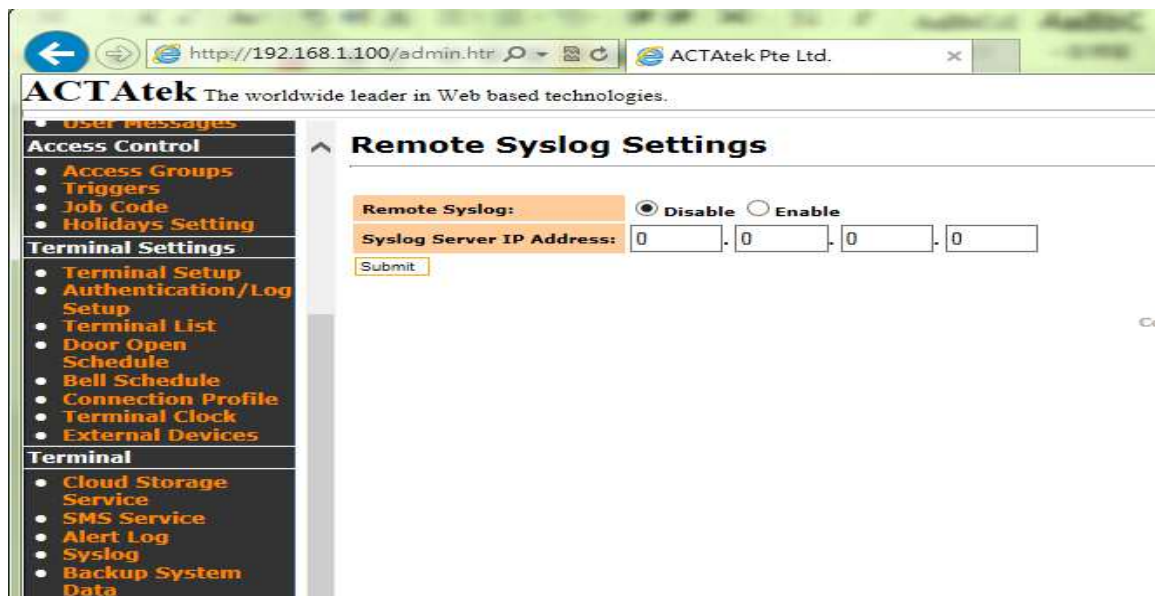 http://192.168.1.100/admin.htr
ACTAtek Pte Ltd.
ACTAtek The worldwide leader in Web based technologies.
User Messages
Access Control
Access Groups
Triggers
Job Code
Holidays Setting
Terminal Settings
Terminal Setup
Authentication/Log
Setup
Terminal List
Door Open
Schedule
Bell Schedule
Connection Profile
Terminal Clock
External Devices
Terminal
Cloud Storage
Service
SMS Service
Alert Log
Syslog
Backup System
Data
Remote Syslog Settings
Remote Syslog: Disable Enable
Syslog Server IP Address: 0 . 0 . 0 . 0
Submit